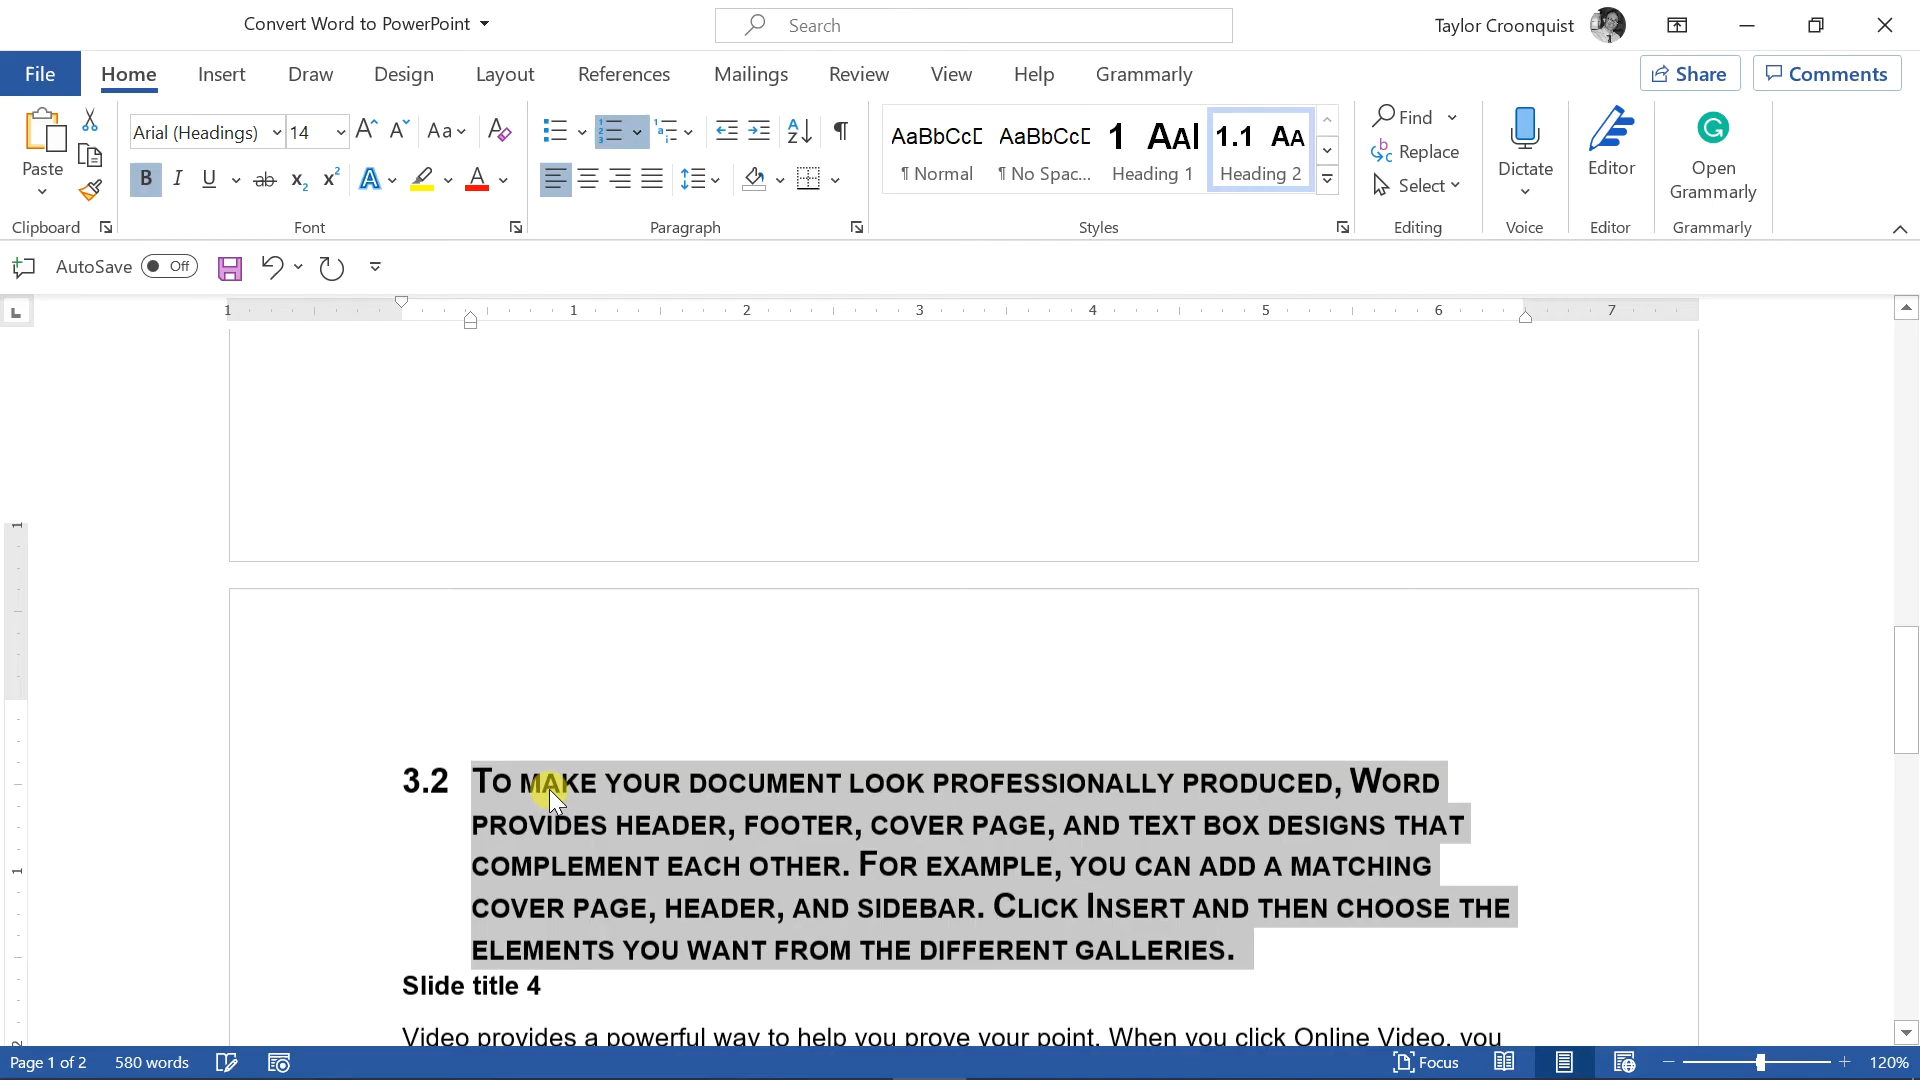 Convert Word to PowerPoint
Search
Taylor Croonquist
File Home Insert Draw Design Layout References Mailings Review View Help Grammarly
Share Comments
Arial (Headings) 14
Paste
AaBbCcD AaBbCcD 1 AAI 1.1 AA
¶ Normal ¶ No Spac... Heading 1 Heading 2
Find
Replace
Select
Dictate
Editor
Open
Grammarly
Clipboard Font Paragraph Styles Editing Voice Editor Grammarly
AutoSave Off
1 1 2 3 4 5 6 7
3.2 To make your document look professionally produced, Word
provides header, footer, cover page, and text box designs that
complement each other. For example, you can add a matching
cover page, header, and sidebar. Click Insert and then choose the
elements you want from the different galleries.
Slide title 4
Video provides a powerful way to help you prove your point. When you click Online Video, you
Page 1 of 2 580 words Focus 120%